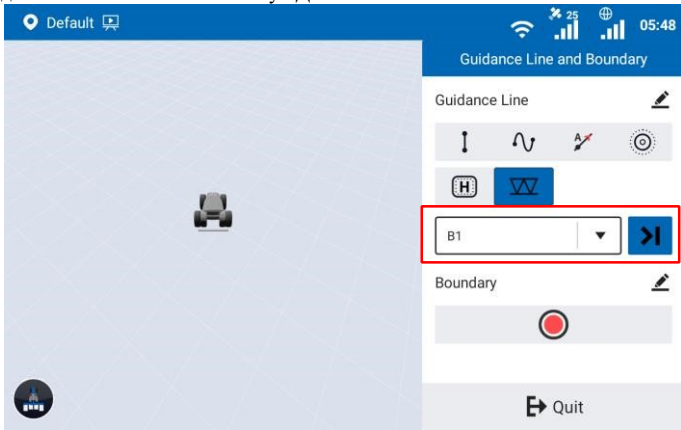 Default
25
05:48
Guidance Line and Boundary
Guidance Line
A
H
B1
Boundary
Quit